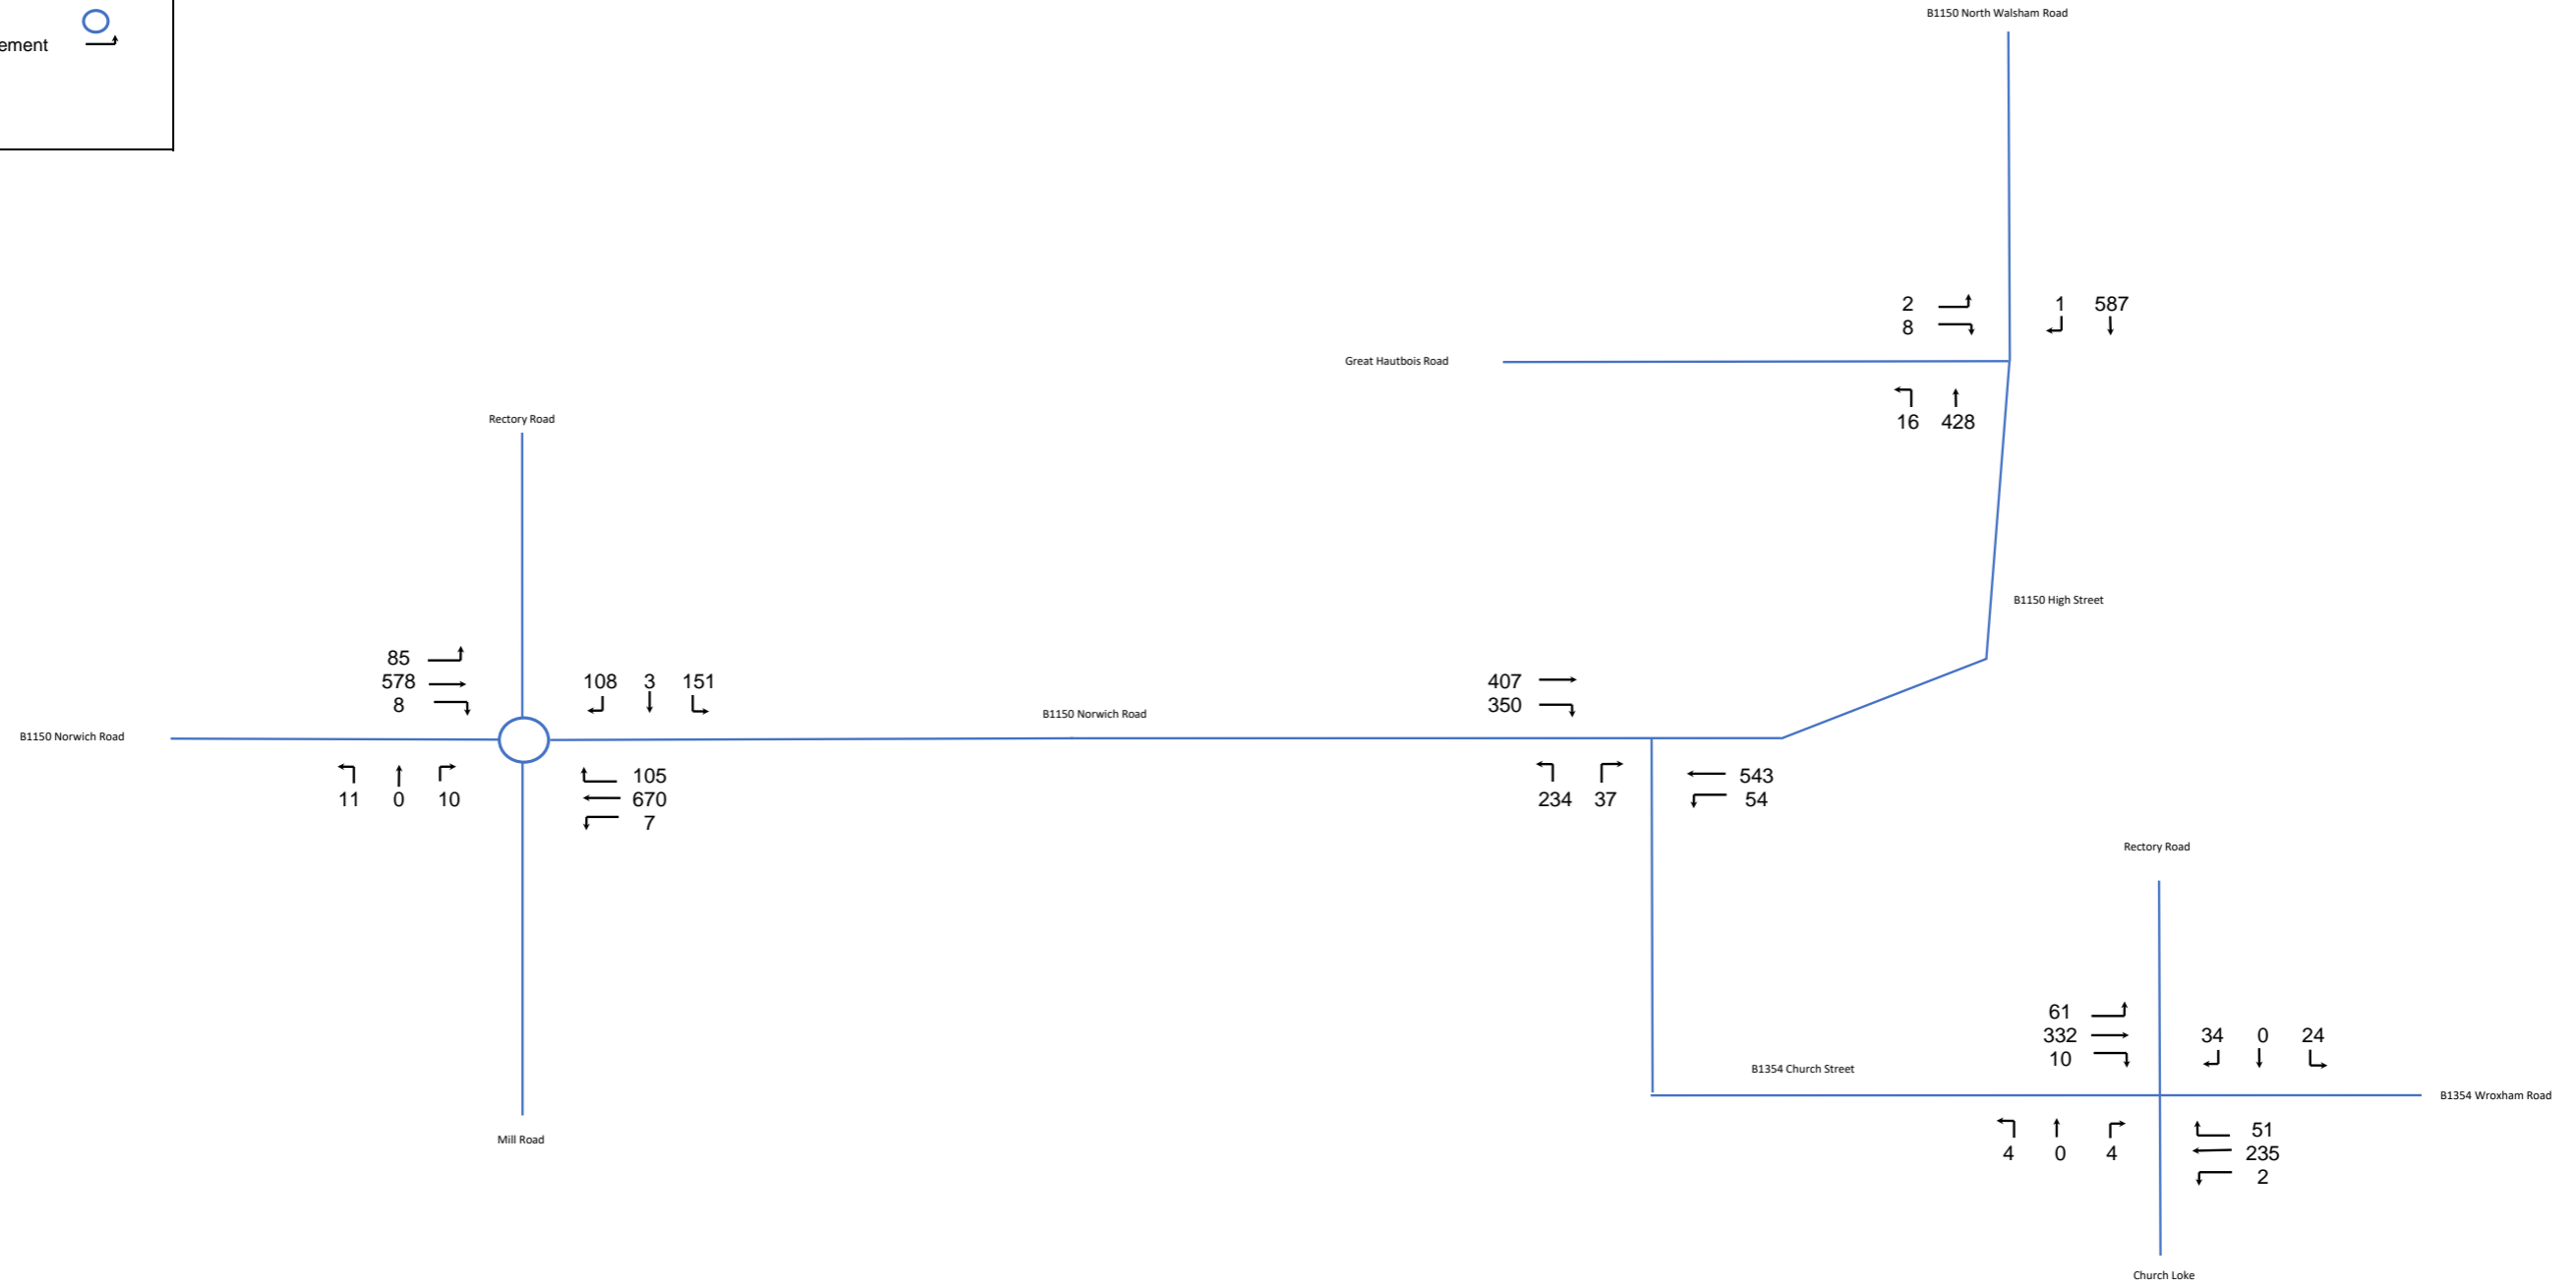 ement
B1150 North Walsham Road
2
8
1 587
Great Hautbois Road
16 428
Rectory Road
B1150 High Street
85
578
8
108 3 151
B1150 Norwich Road
407
350
B1150 Norwich Road
11 0 10
105
670
7
234 37
543
54
Rectory Road
61
332
10
34 0 24
B1354 Church Street
B1354 Wroxham Road
Mill Road
4 0 4
51
235
2
Church Loke